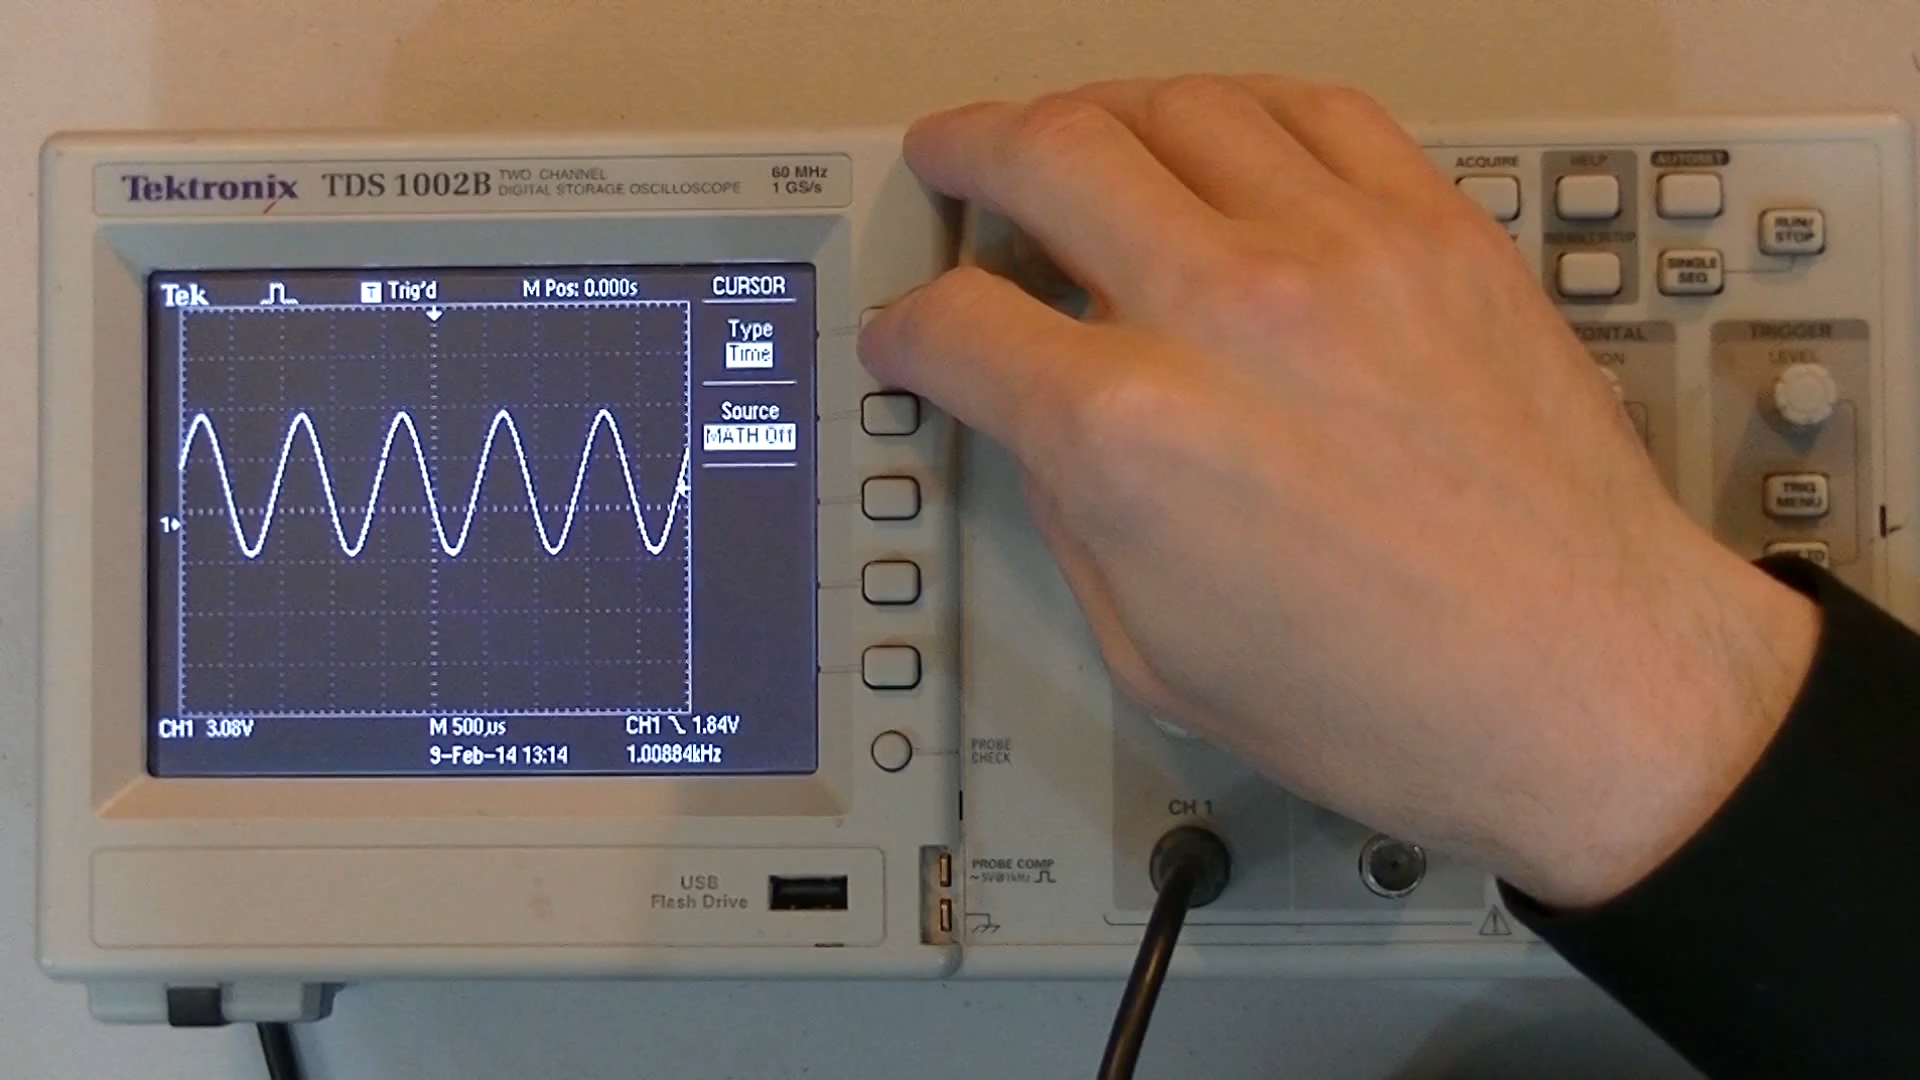 Tektronix TDS 1002B
TWO CHANNEL
DIGITAL STORAGE OSCILLOSCOPE
60 MHz
1 GS/s
Tek
T Trig'd
M Pos: 0.000s
CURSOR
Type
Time
Source
MATH Off
1
CH1 3.08V
M 500µs
CH1 1.84V
9-Feb-14 13:14
1.00884kHz
USB
Flash Drive
PROBE
CHECK
PROBE COMP
~5V@1kHz
CH 1
ACQUIRE
HELP
AUTOSET
RUN/
STOP
SINGLE
SEQ
TRIGGER
LEVEL
TRIG
MENU